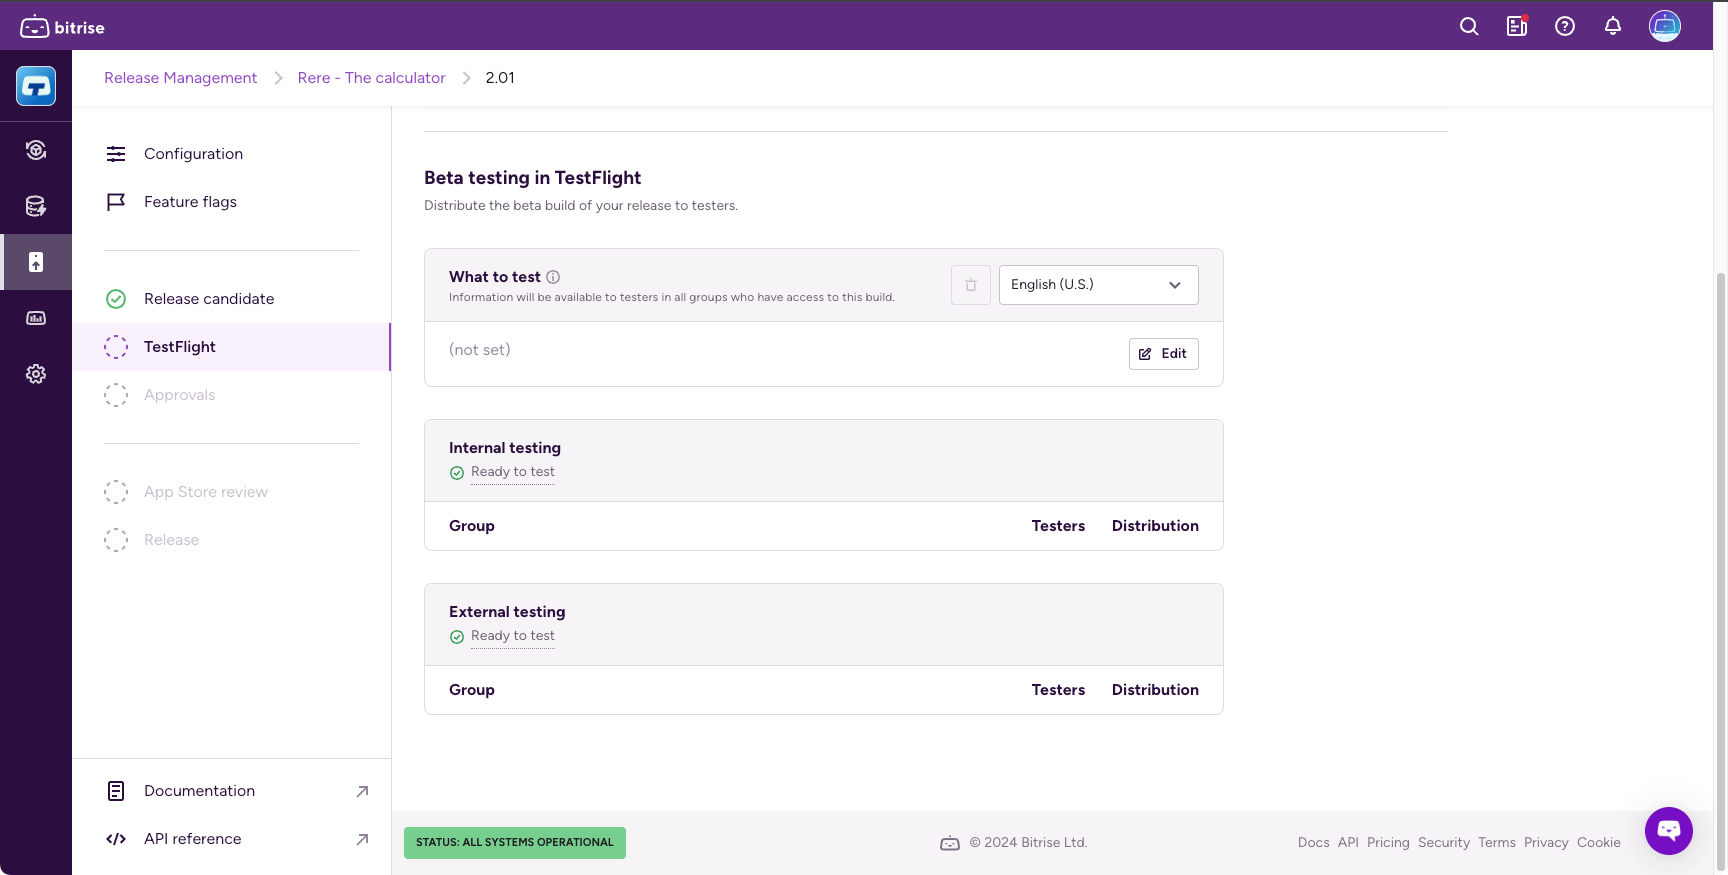 bitrise
Release Management
Rere - The calculator
2.01
Configuration
Feature flags
Release candidate
TestFlight
Approvals
App Store review
Release
Documentation
API reference
Beta testing in TestFlight
Distribute the beta build of your release to testers.
What to test
Information will be available to testers in all groups who have access to this build.
English (U.S.)
(not set)
Edit
Internal testing
Ready to test
Group Testers Distribution
External testing
Ready to test
Group Testers Distribution
STATUS: ALL SYSTEMS OPERATIONAL
© 2024 Bitrise Ltd.
Docs API Pricing Security Terms Privacy Cookie